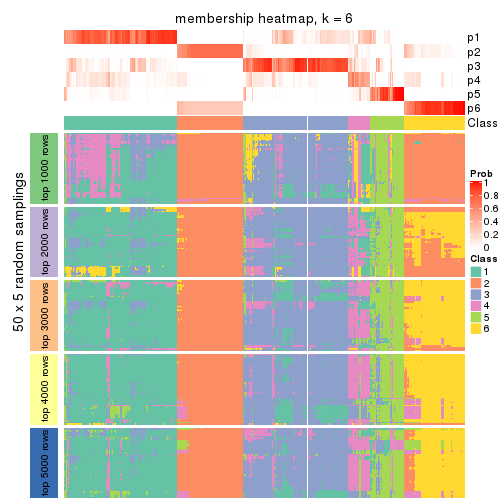 membership heatmap, k = 6
p1
p2
p3
p4
p5
p6
Class
50 x 5 random samplings
top 1000 rows
top 2000 rows
top 3000 rows
top 4000 rows
top 5000 rows
Prob
1
0.8
0.6
0.4
0.2
0
Class
1
2
3
4
5
6